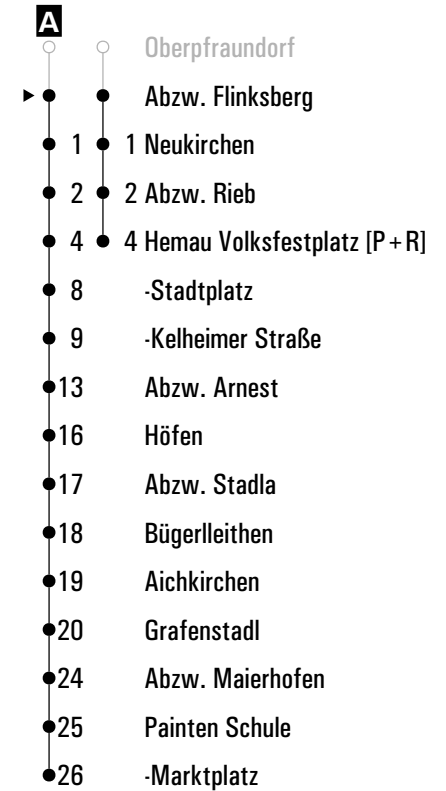 A
Oberpfraundorf
Abzw. Flinksberg
1 1 Neukirchen
2 2 Abzw. Rieb
4 4 Hemau Volksfestplatz [P+R]
8 -Stadtplatz
9 -Kelheimer Straße
13 Abzw. Arnest
16 Höfen
17 Abzw. Stadla
18 Bügerlleithen
19 Aichkirchen
20 Grafenstadl
24 Abzw. Maierhofen
25 Painten Schule
26 -Marktplatz